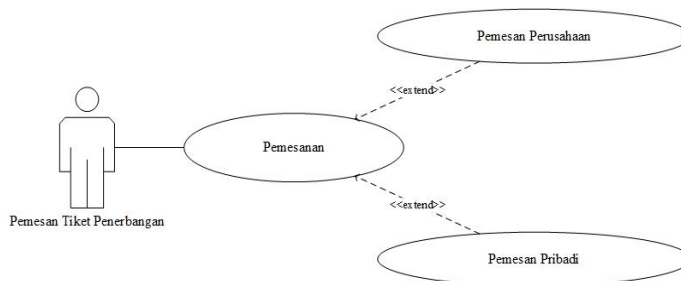 Pemesan Perusahaan
<<extend>>
Pemesanan
<<extend>>
Pemesan Tiket Penerbangan
Pemesan Pribadi